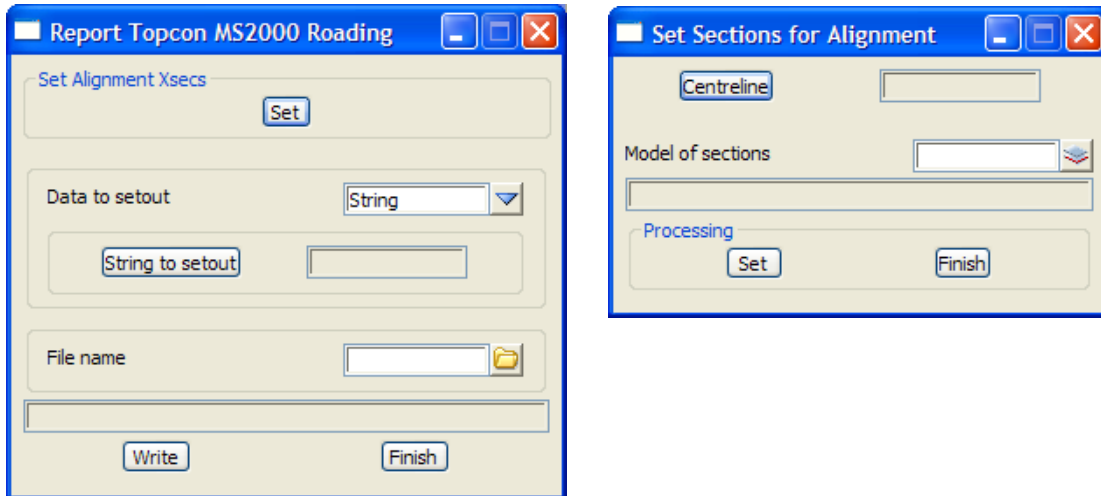 Report Topcon MS2000 Roading
Set Alignment Xsecs
Set
Data to setout
String
String to setout
File name
Write
Finish
Set Sections for Alignment
Centreline
Model of sections
Processing
Set
Finish